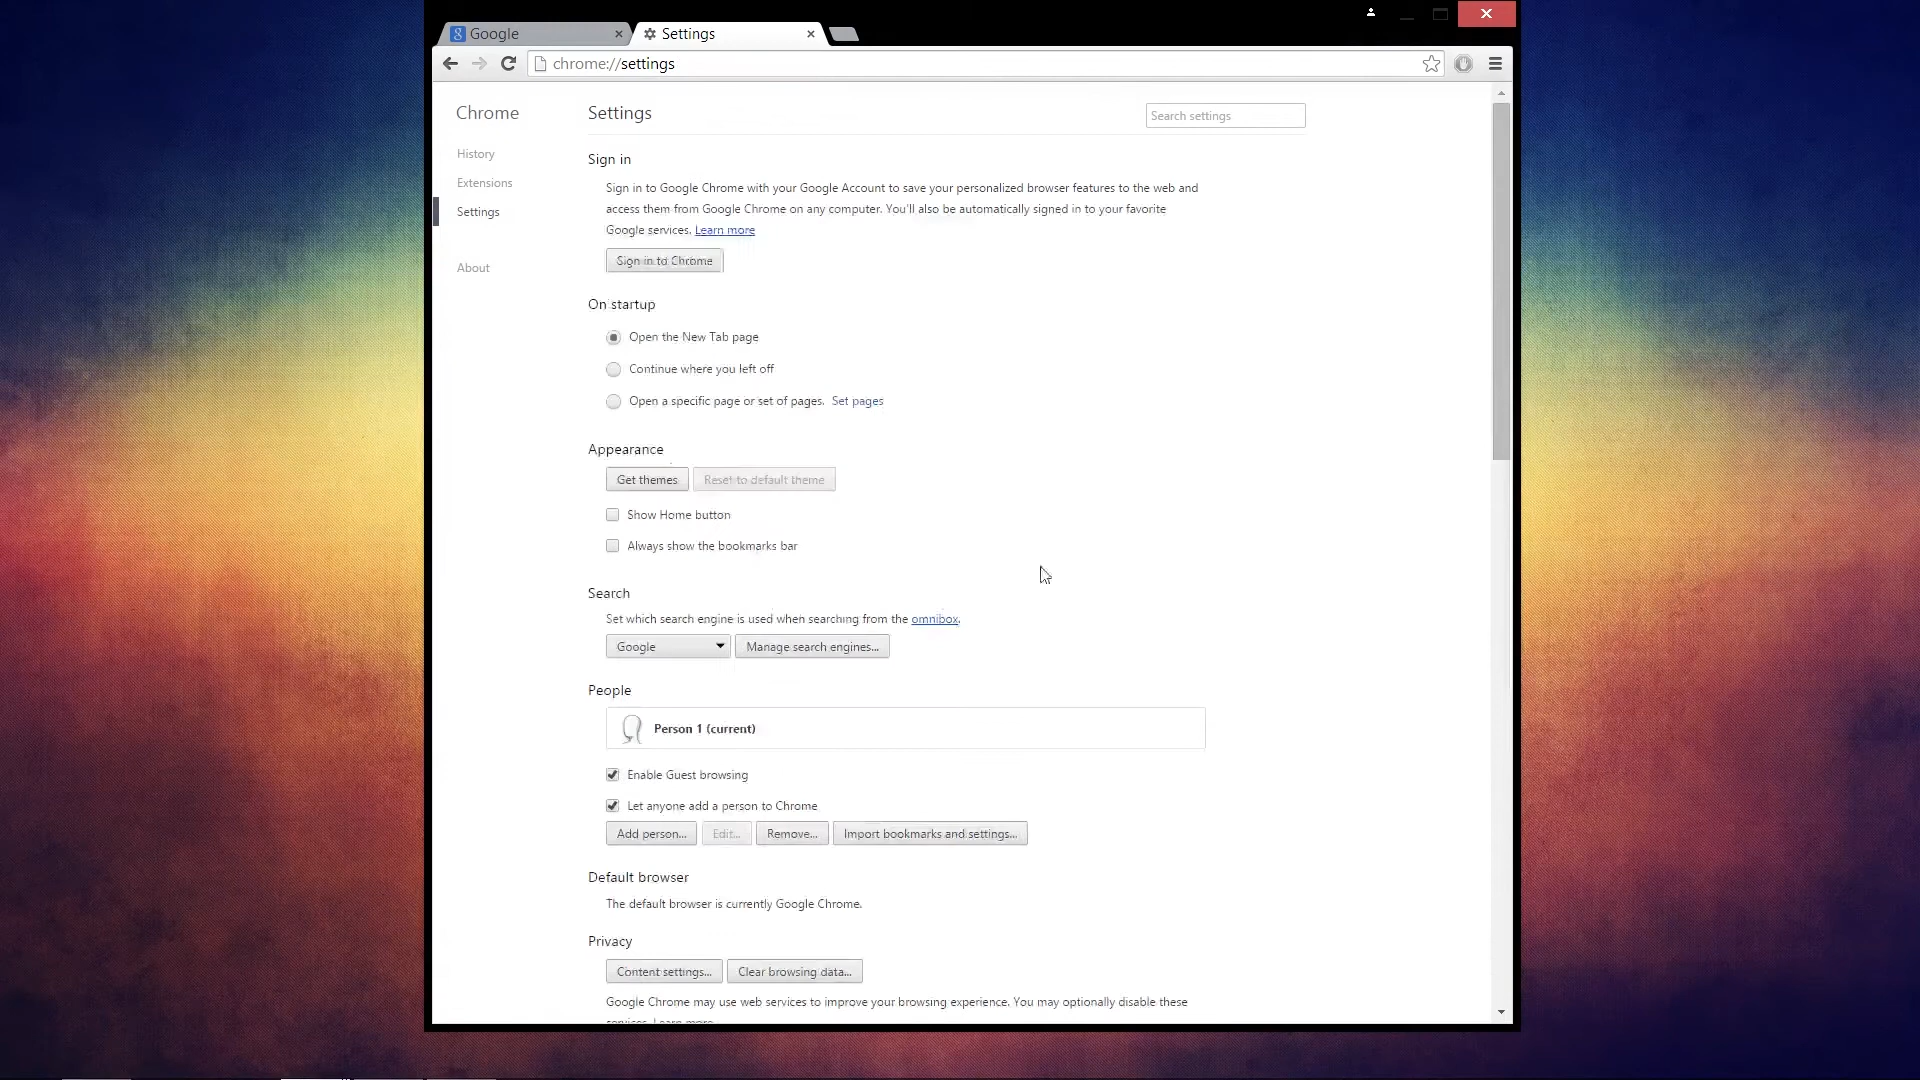 Google
Settings
chrome://settings
Chrome
Settings
Search settings
History
Extensions
Settings
About
Sign in
Sign in to Google Chrome with your Google Account to save your personalized browser features to the web and
access them from Google Chrome on any computer. You'll also be automatically signed in to your favorite
Google services. Learn more
Sign in to Chrome
On startup
Open the New Tab page
Continue where you left off
Open a specific page or set of pages. Set pages
Appearance
Get themes Reset to default theme
Show Home button
Always show the bookmarks bar
Search
Set which search engine is used when searching from the omnibox.
Google Manage search engines...
People
Person 1 (current)
Enable Guest browsing
Let anyone add a person to Chrome
Add person... Edit... Remove... Import bookmarks and settings...
Default browser
The default browser is currently Google Chrome.
Privacy
Content settings... Clear browsing data...
Google Chrome may use web services to improve your browsing experience. You may optionally disable these
services. Learn more